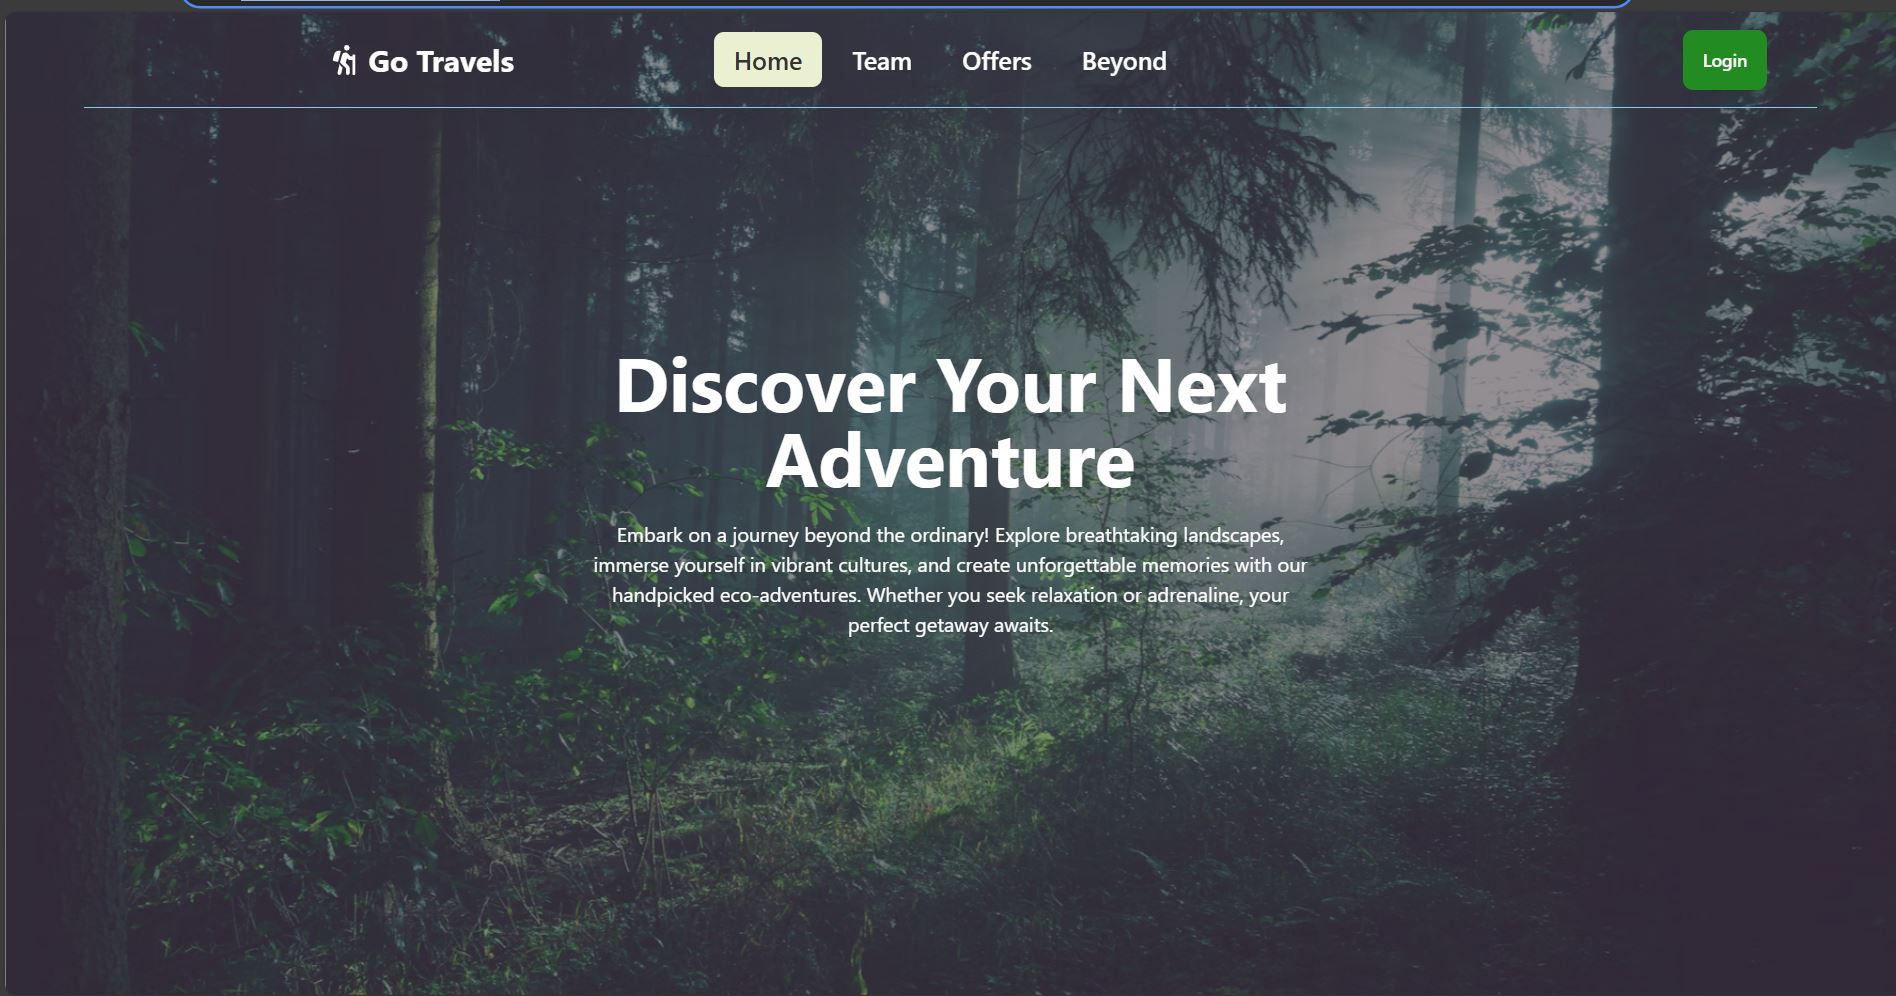 Go Travels
Home
Team
Offers
Beyond
Login
Discover Your Next
Adventure
Embark on a journey beyond the ordinary! Explore breathtaking landscapes,
immerse yourself in vibrant cultures, and create unforgettable memories with our
handpicked eco-adventures. Whether you seek relaxation or adrenaline, your
perfect getaway awaits.